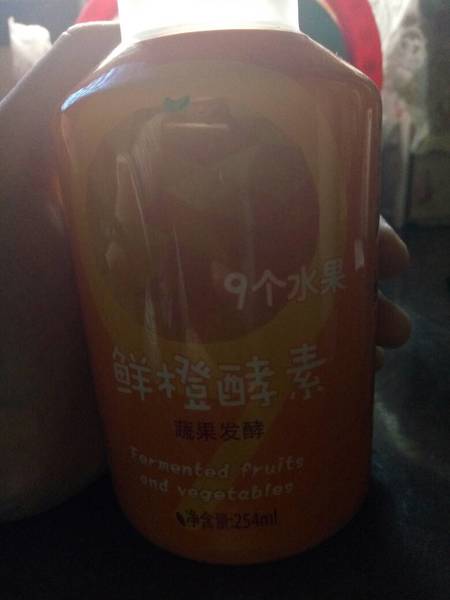 9个水果
鲜橙酵素
蔬果发酵
Fermented fruits
and vegetables
净含量:254ml